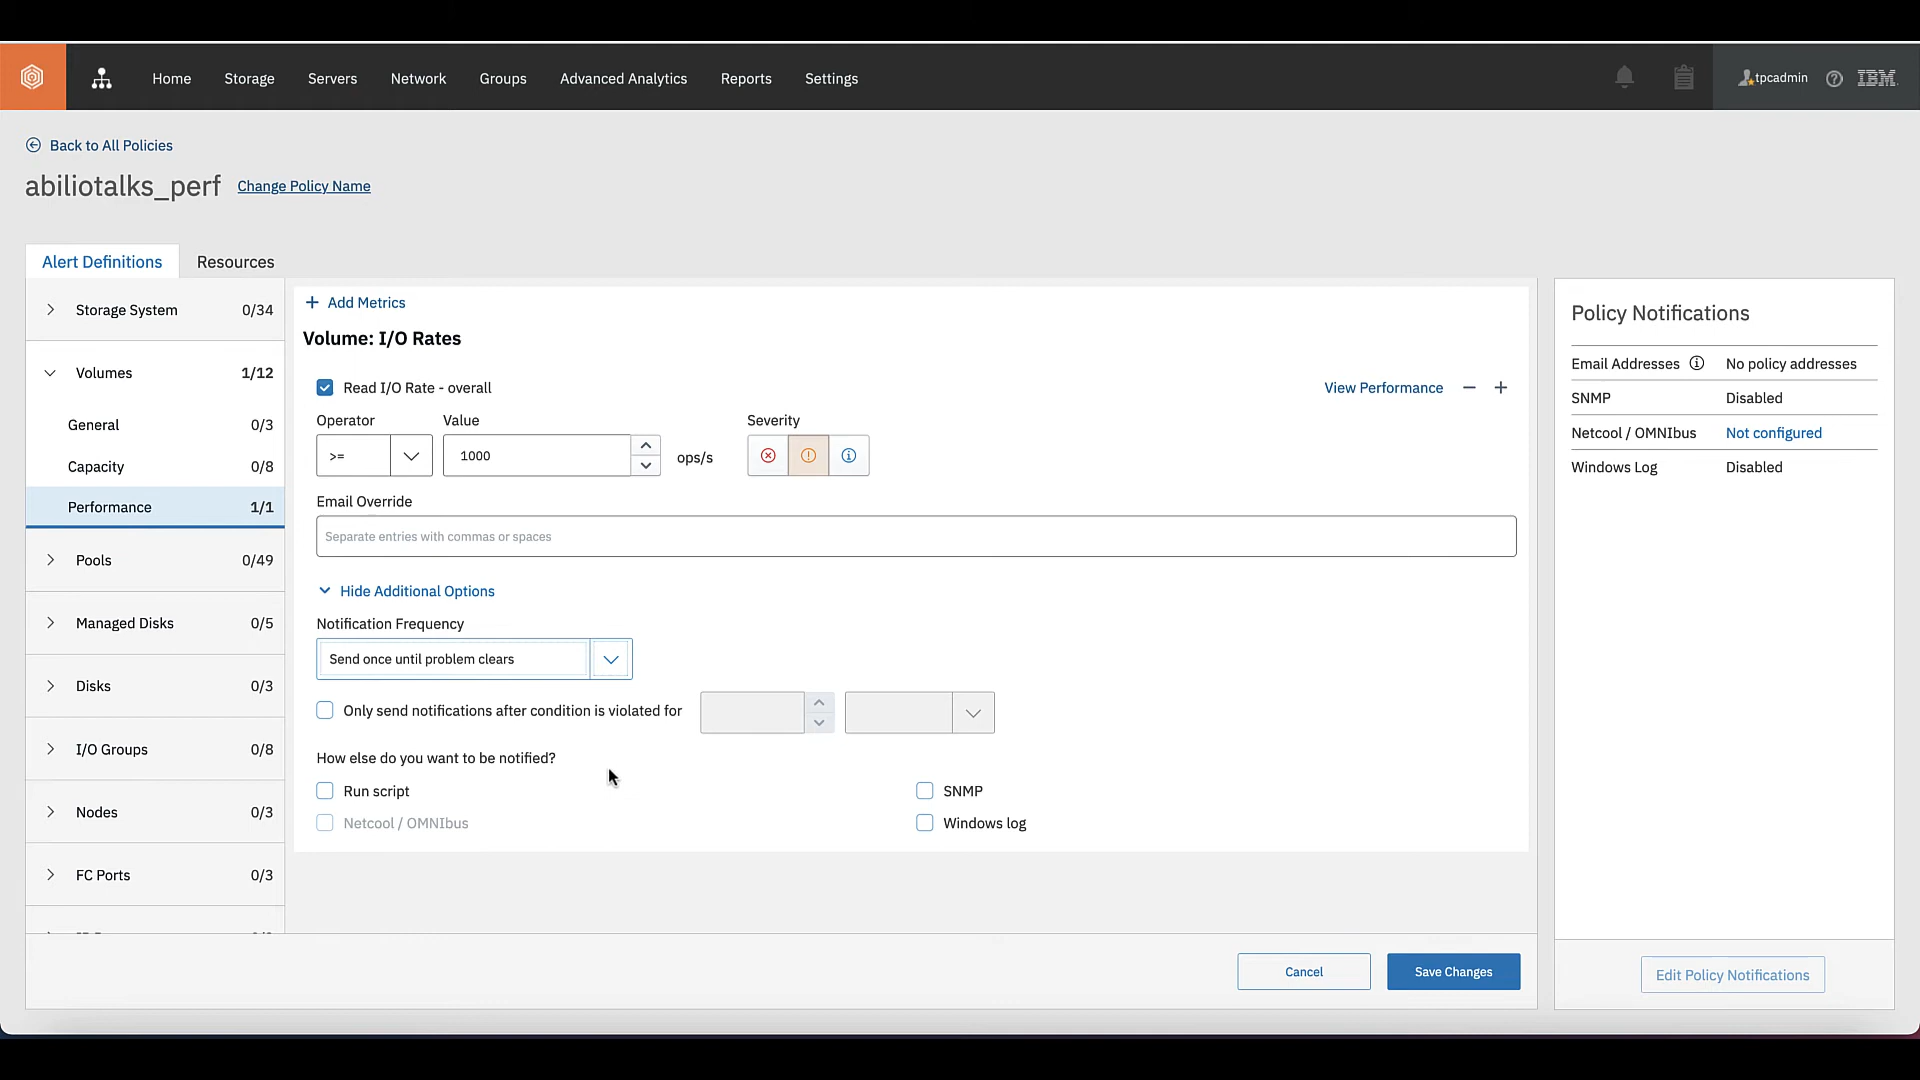 Home Storage Servers Network Groups Advanced Analytics Reports Settings tpcadmin IBM
Back to All Policies
abiliotalks_perf Change Policy Name
Alert Definitions Resources
Storage System 0/34
Volumes 1/12
General 0/3
Capacity 0/8
Performance 1/1
Pools 0/49
Managed Disks 0/5
Disks 0/3
I/O Groups 0/8
Nodes 0/3
FC Ports 0/3
+ Add Metrics
Volume: I/O Rates
Read I/O Rate - overall View Performance
Operator Value Severity
>= 1000 ops/s
Email Override
Separate entries with commas or spaces
Hide Additional Options
Notification Frequency
Send once until problem clears
Only send notifications after condition is violated for
How else do you want to be notified?
Run script SNMP
Netcool / OMNIbus Windows log
Cancel Save Changes
Policy Notifications
Email Addresses No policy addresses
SNMP Disabled
Netcool / OMNIbus Not configured
Windows Log Disabled
Edit Policy Notifications